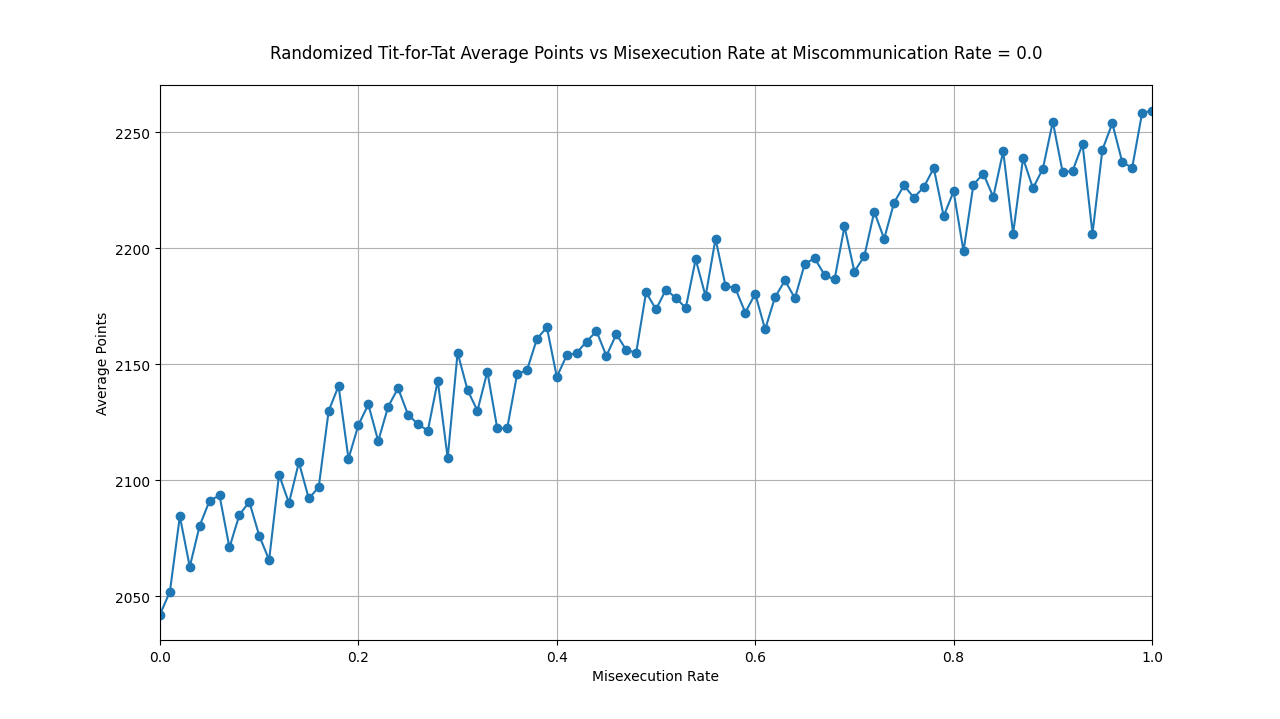 Randomized Tit-for-Tat Average Points vs Misexecution Rate at Miscommunication Rate = 0.0
2250
2200
2150
2100
2050
Average Points
0.0 0.2 0.4 0.6 0.8 1.0
Misexecution Rate